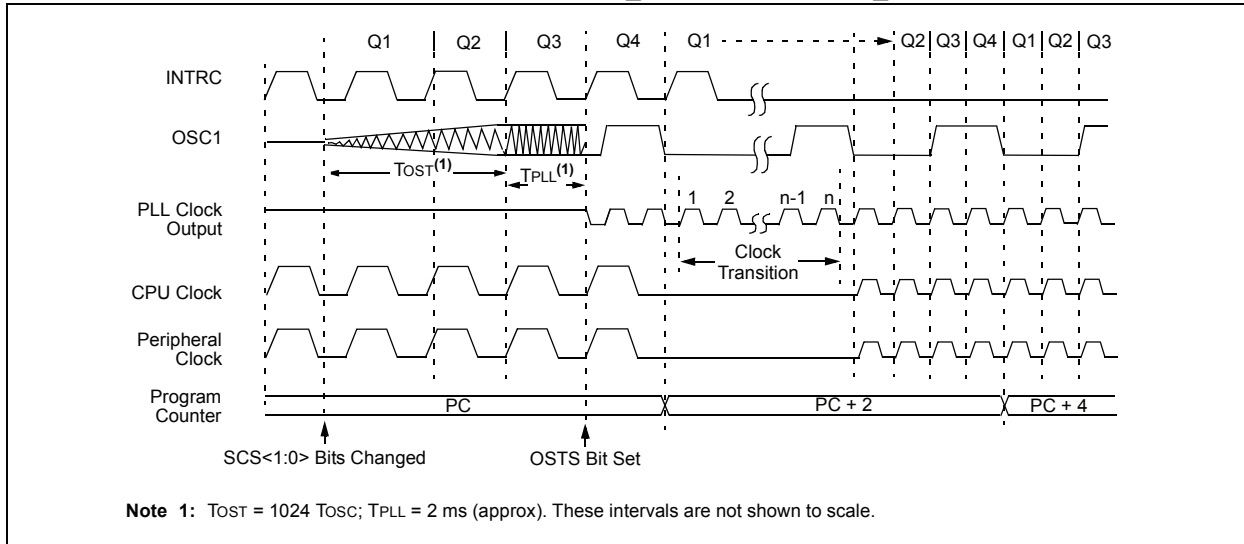 Q1 Q2 Q3 Q4 Q1 Q2 Q3 Q4 Q1 Q2 Q3
INTRC
OSC1
TOST(1) TPLL(1)
1 2 n-1 n
PLL Clock
Output
Clock
Transition
CPU Clock
Peripheral
Clock
Program
Counter
PC PC + 2 PC + 4
SCS<1:0> Bits Changed OSTS Bit Set
Note 1: TOST = 1024 TOSC; TPLL = 2 ms (approx). These intervals are not shown to scale.